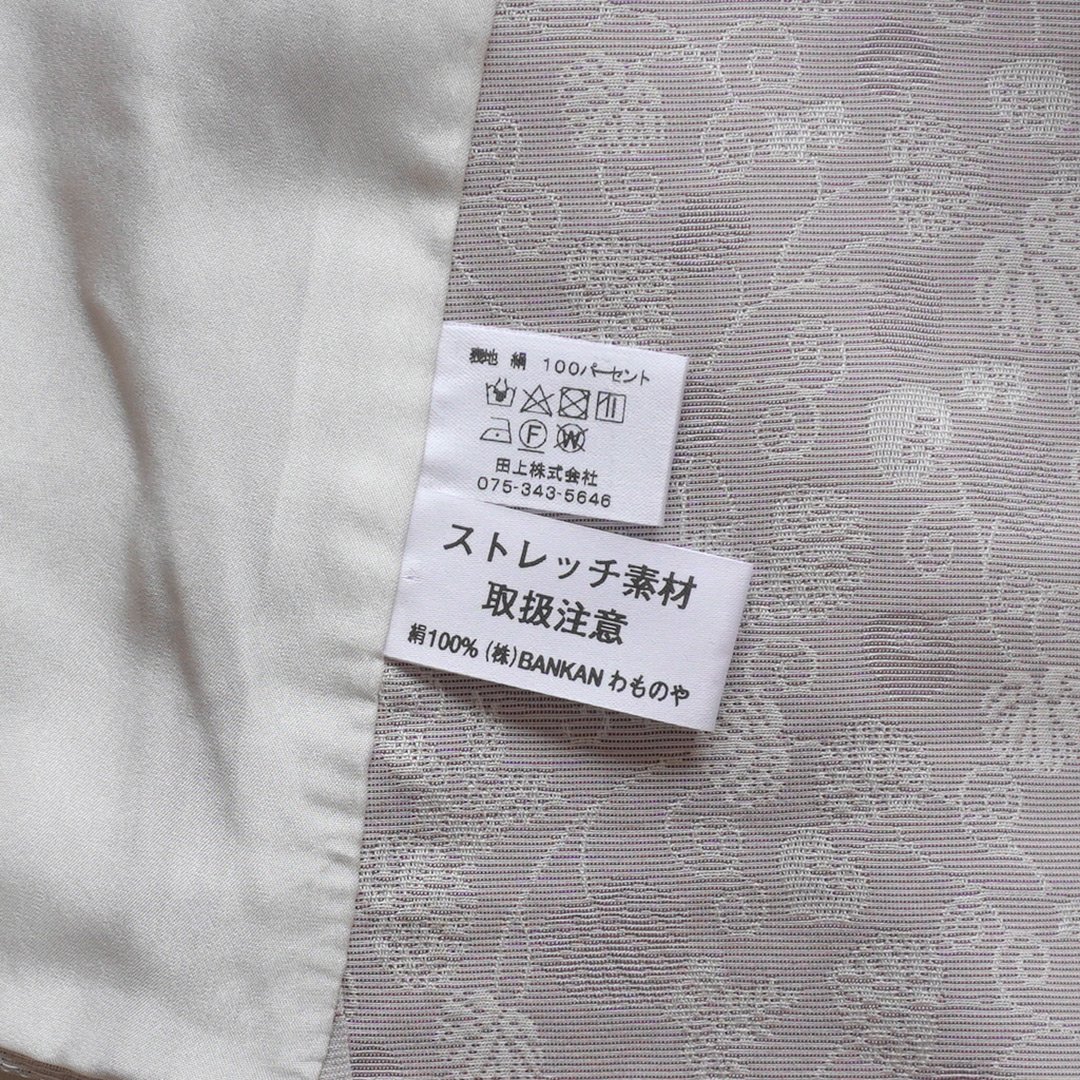 表地 絹 100パーセント
F W
田上株式会社
075-343-5646
ストレッチ素材
取扱注意
絹100% (株)BANKAN わものや